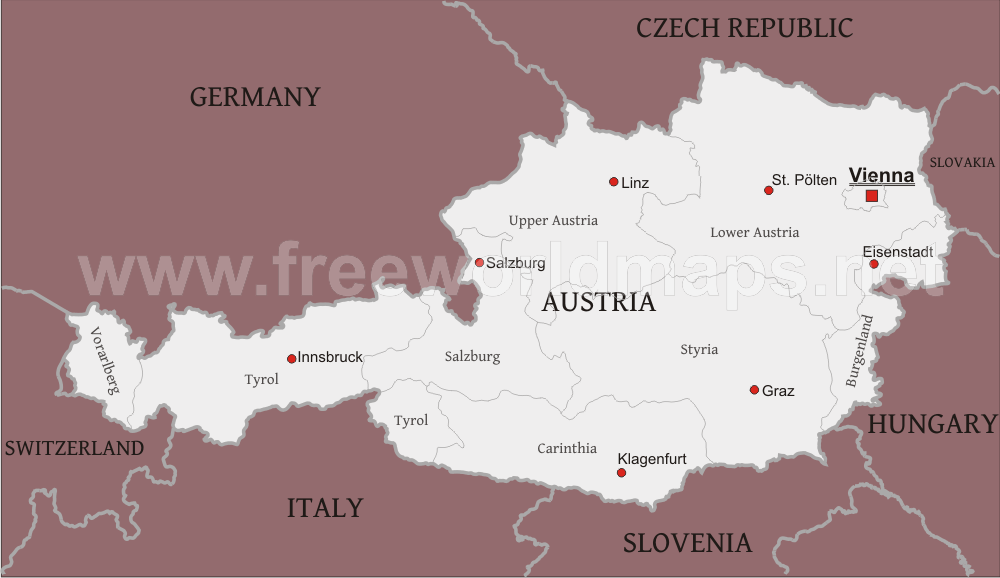 CZECH REPUBLIC
GERMANY
SLOVAKIA
Vienna
St. Pölten
Linz
Upper Austria
Lower Austria
Eisenstadt
Salzburg
www.freeworldmaps.net
AUSTRIA
Vorarlberg
Innsbruck
Tyrol
Salzburg
Styria
Burgenland
Graz
Tyrol
HUNGARY
SWITZERLAND
Carinthia
Klagenfurt
ITALY
SLOVENIA